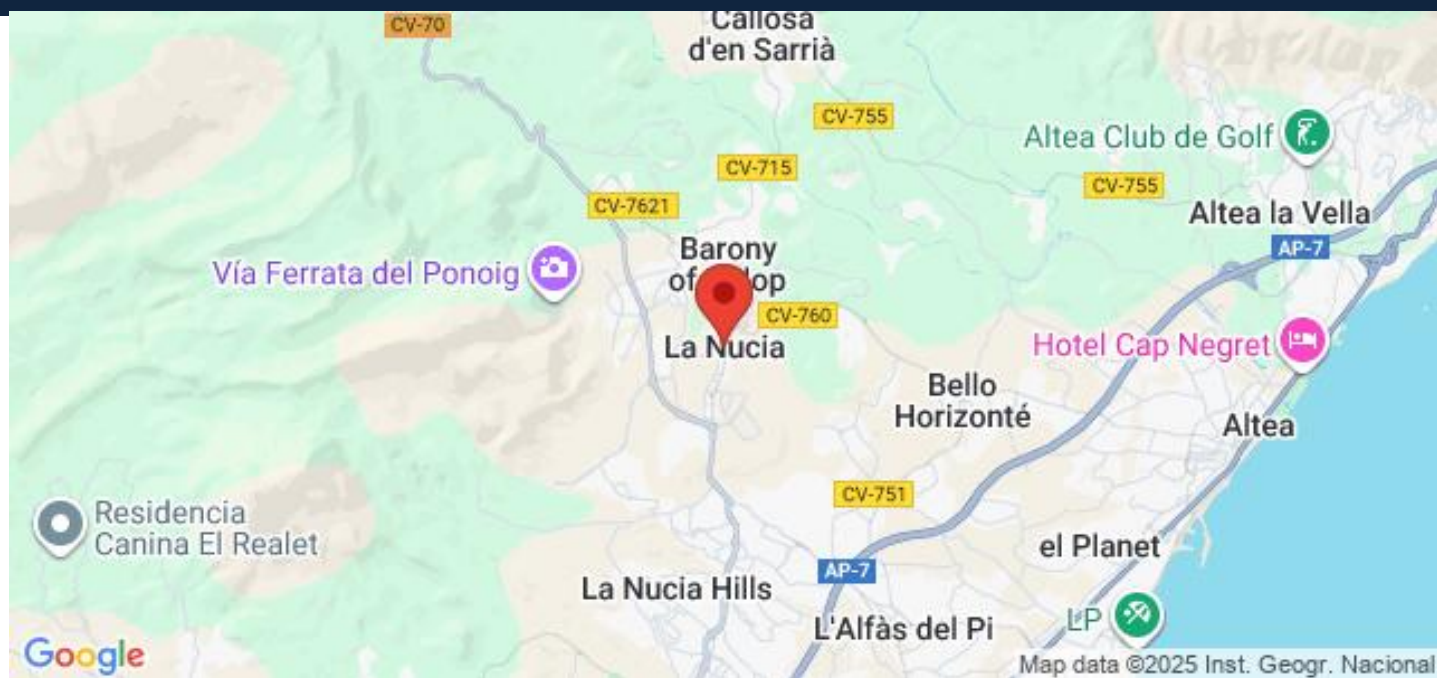 CV-70
Callosa
d'en Sarrià
CV-755
Altea Club de Golf
CV-715
CV-755
CV-7621
Altea la Vella
AP-7
Barony
Vía Ferrata del Ponoig
CV-760
La Nucia
Hotel Cap Negret
Bello
Horizonté
Altea
CV-751
Residencia
Canina El Realet
el Planet
AP-7
La Nucia Hills
L'Alfàs del Pi
LP
Google
Map data ©2025 Inst. Geogr. Nacional